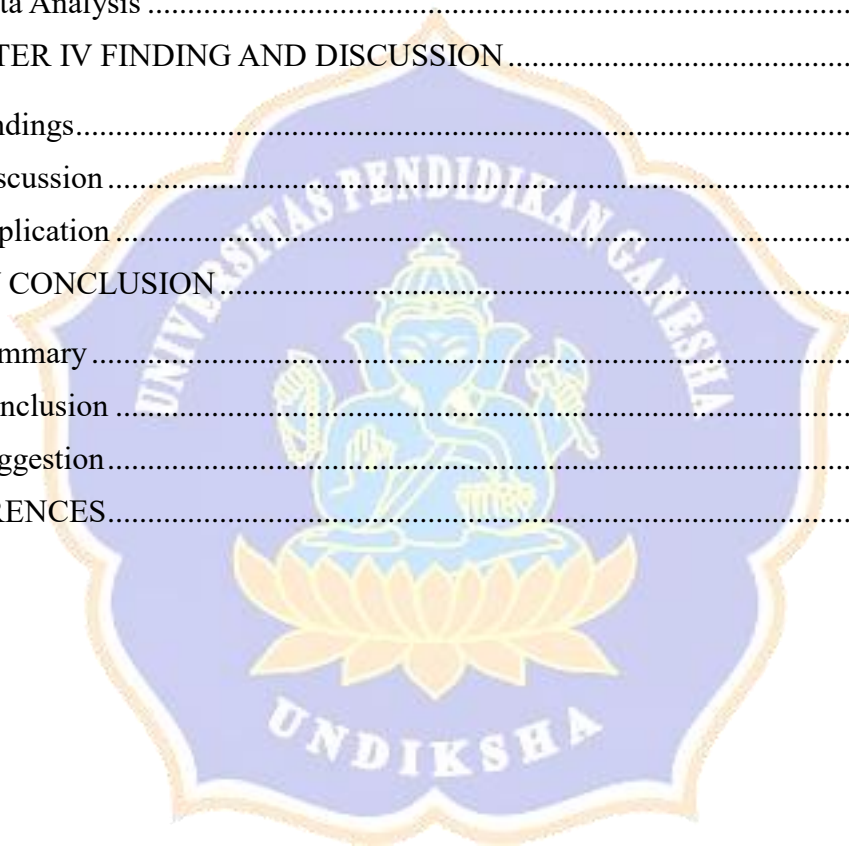 ta Analysis ....................
TER IV FINDING AND DISCUSSION ....................
ndings ....................
scussion ....................
plication ....................
V CONCLUSION ....................
mmary ....................
nclusion ....................
ggestion ....................
RENCES ....................
UNIVERSITAS PENDIDIKAN GANESHA
UNDIKSHA